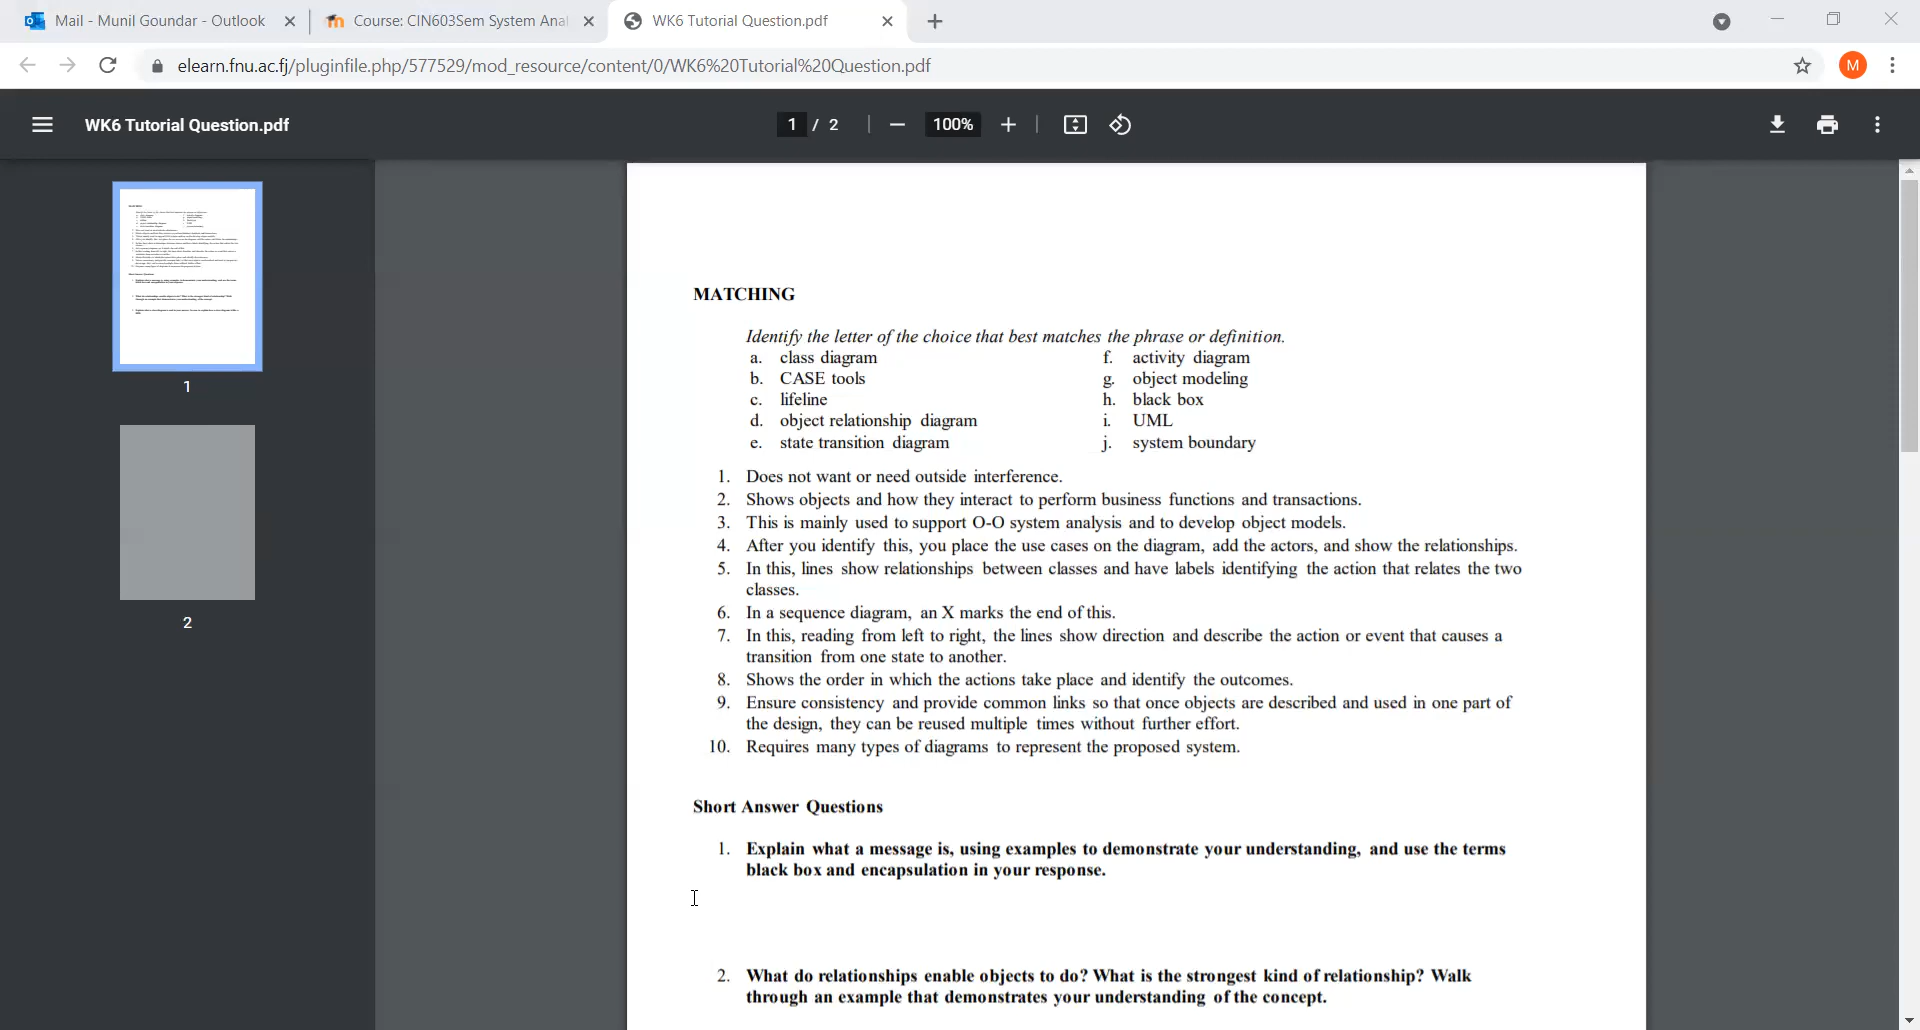 Mail - Munil Goundar - Outlook
Course: CIN603Sem System Anal
WK6 Tutorial Question.pdf
elearn.fnu.ac.fj/pluginfile.php/577529/mod_resource/content/0/WK6%20Tutorial%20Question.pdf
M
WK6 Tutorial Question.pdf
1 / 2
100%
1
2
MATCHING
Identify the letter of the choice that best matches the phrase or definition.
a. class diagram
b. CASE tools
c. lifeline
d. object relationship diagram
e. state transition diagram
f. activity diagram
g. object modeling
h. black box
i. UML
j. system boundary
1. Does not want or need outside interference.
2. Shows objects and how they interact to perform business functions and transactions.
3. This is mainly used to support O-O system analysis and to develop object models.
4. After you identify this, you place the use cases on the diagram, add the actors, and show the relationships.
5. In this, lines show relationships between classes and have labels identifying the action that relates the two
classes.
6. In a sequence diagram, an X marks the end of this.
7. In this, reading from left to right, the lines show direction and describe the action or event that causes a
transition from one state to another.
8. Shows the order in which the actions take place and identify the outcomes.
9. Ensure consistency and provide common links so that once objects are described and used in one part of
the design, they can be reused multiple times without further effort.
10. Requires many types of diagrams to represent the proposed system.
Short Answer Questions
1. Explain what a message is, using examples to demonstrate your understanding, and use the terms
black box and encapsulation in your response.
2. What do relationships enable objects to do? What is the strongest kind of relationship? Walk
through an example that demonstrates your understanding of the concept.